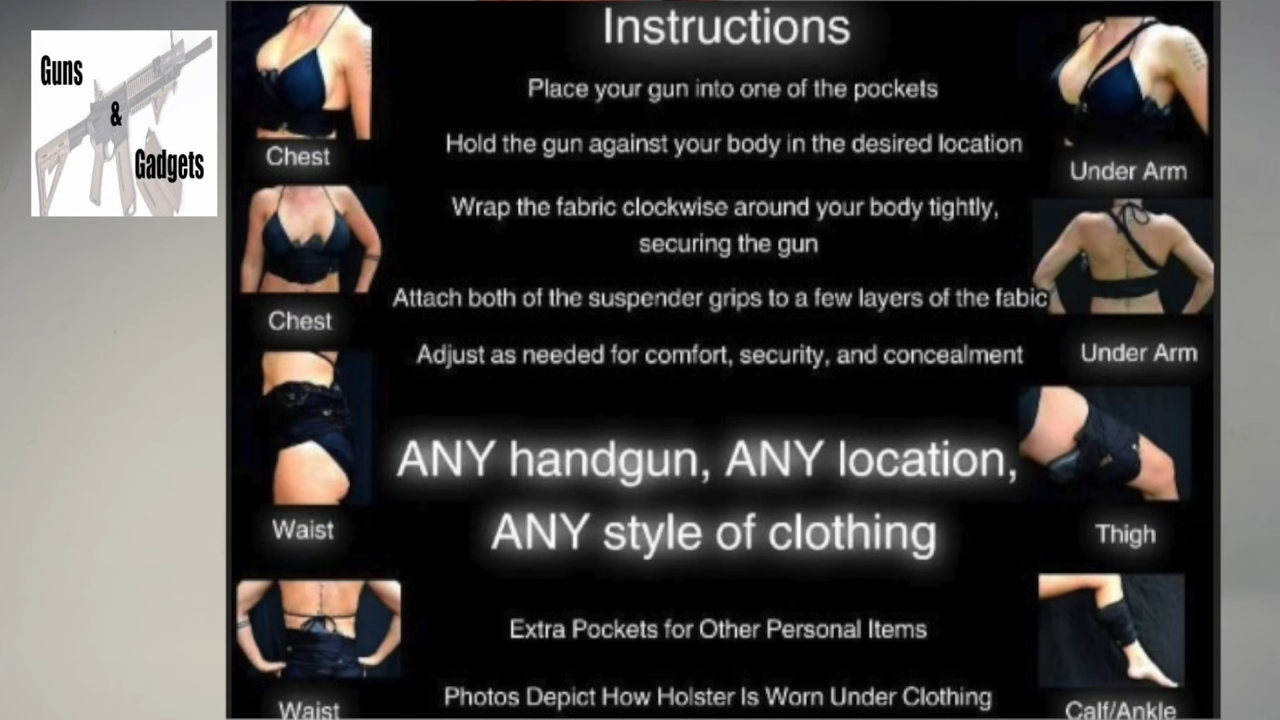 Guns
&
Gadgets
Instructions
Place your gun into one of the pockets
Hold the gun against your body in the desired location
Wrap the fabric clockwise around your body tightly,
securing the gun
Attach both of the suspender grips to a few layers of the fabic
Adjust as needed for comfort, security, and concealment
ANY handgun, ANY location,
ANY style of clothing
Extra Pockets for Other Personal Items
Photos Depict How Holster Is Worn Under Clothing
Chest
Chest
Waist
Waist
Under Arm
Under Arm
Thigh
Calf/Ankle